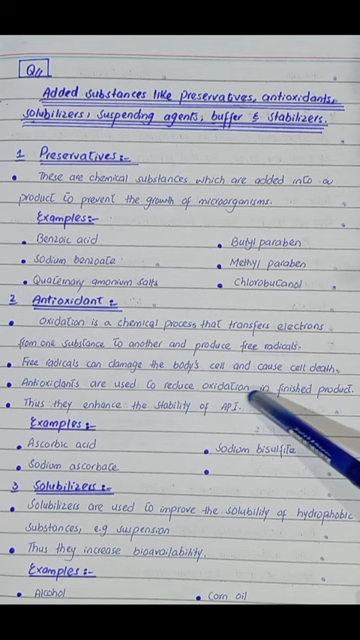 Q4
Added substances like preservatives, antioxidants,
solubilizers, suspending agents, buffer & stabilizers.
1 Preservatives:-
• These are chemical substances which are added into a
product to prevent the growth of microorganisms.
Examples:-
• Benzoic acid
• Butyl paraben
• Sodium benzoate
• Methyl paraben
• Quaternary amonium salts
• Chlorobutanol
2 Antioxidant:-
• Oxidation is a chemical process that transfers electrons
from one substance to another and produce free radicals.
• Free radicals can damage the body's cell and cause cell death.
• Antioxidants are used to reduce oxidation in finished product.
• Thus they enhance the stability of API.
Examples:-
• Ascorbic acid
• Sodium bisulfite
• Sodium ascorbate
•
3 Solubilizers:-
• Solubilizers are used to improve the solubility of hydrophobic
substances, e.g suspension
• Thus they increase bioavailability.
Examples:-
• Alcohol
• Corn oil